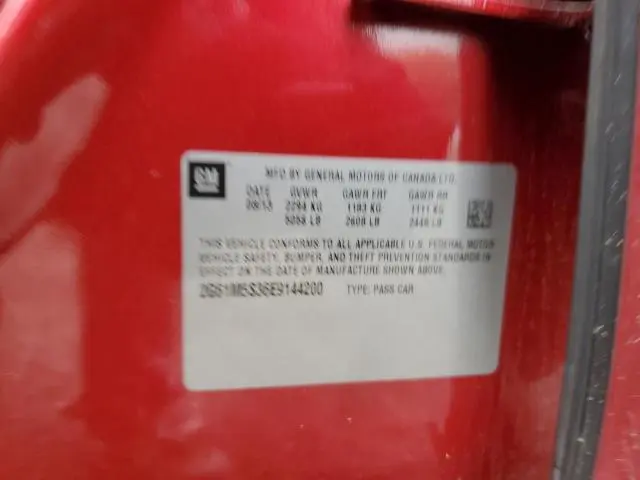 GM
MFD BY GENERAL MOTORS OF CANADA LTD.
DATE GVWR GAWR FRT GAWR RR
09/13 2294 KG 1183 KG 1111 KG
5058 LB 2608 LB 2449 LB
THIS VEHICLE CONFORMS TO ALL APPLICABLE U.S. FEDERAL MOTOR
VEHICLE SAFETY, BUMPER, AND THEFT PREVENTION STANDARDS IN
EFFECT ON THE DATE OF MANUFACTURE SHOWN ABOVE.
2G61M5S36E9144200 TYPE: PASS CAR